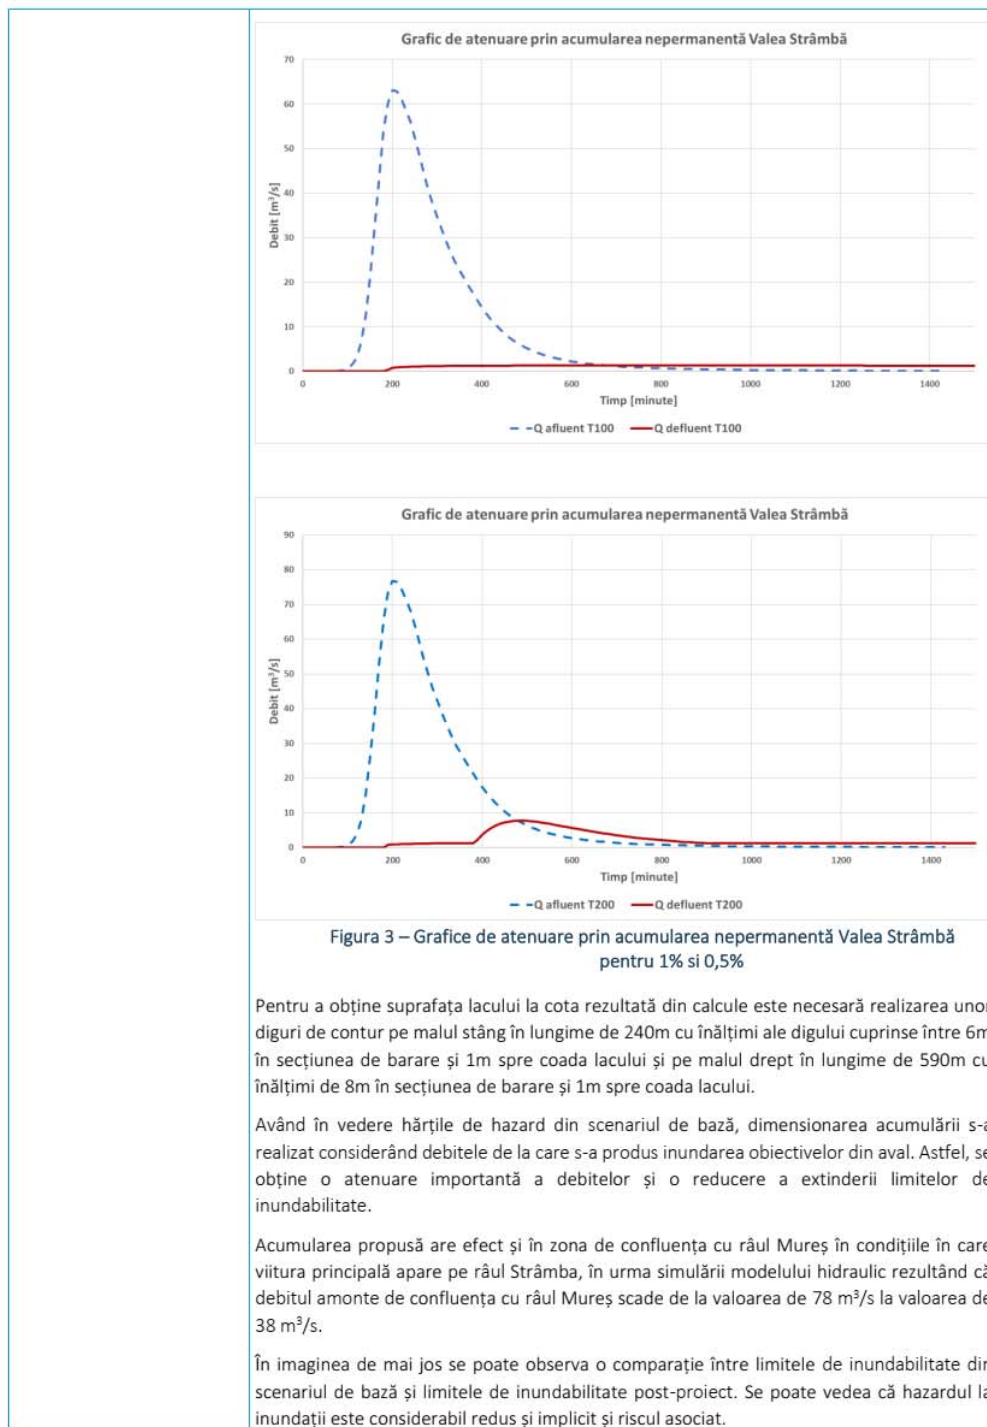 Grafic de atenuare prin acumularea nepermanentă Valea Strâmbă
70
60
50
40
30
20
10
0
Debit [m³/s]
0 200 400 600 800 1000 1200 1400
Timp [minute]
Q afluent T100 Q defluent T100
Grafic de atenuare prin acumularea nepermanentă Valea Strâmbă
90
80
70
60
50
40
30
20
10
0
Debit [m³/s]
0 200 400 600 800 1000 1200 1400
Timp [minute]
Q afluent T200 Q defluent T200
Figura 3 – Grafice de atenuare prin acumularea nepermanentă Valea Strâmbă
pentru 1% si 0,5%
Pentru a obține suprafața lacului la cota rezultată din calcule este necesară realizarea unor
diguri de contur pe malul stâng în lungime de 240m cu înălțimi ale digului cuprinse între 6m
în secțiunea de barare și 1m spre coada lacului și pe malul drept în lungime de 590m cu
înălțimi de 8m în secțiunea de barare și 1m spre coada lacului.
Având în vedere hărțile de hazard din scenariul de bază, dimensionarea acumulării s-a
realizat considerând debitele de la care s-a produs inundarea obiectivelor din aval. Astfel, se
obține o atenuare importantă a debitelor și o reducere a extinderii limitelor de
inundabilitate.
Acumularea propusă are efect și în zona de confluența cu râul Mureș în condițiile în care
viitura principală apare pe râul Strâmba, în urma simulării modelului hidraulic rezultând că
debitul amonte de confluența cu râul Mureș scade de la valoarea de 78 m³/s la valoarea de
38 m³/s.
În imaginea de mai jos se poate observa o comparație între limitele de inundabilitate din
scenariul de bază și limitele de inundabilitate post-proiect. Se poate vedea că hazardul la
inundații este considerabil redus și implicit și riscul asociat.